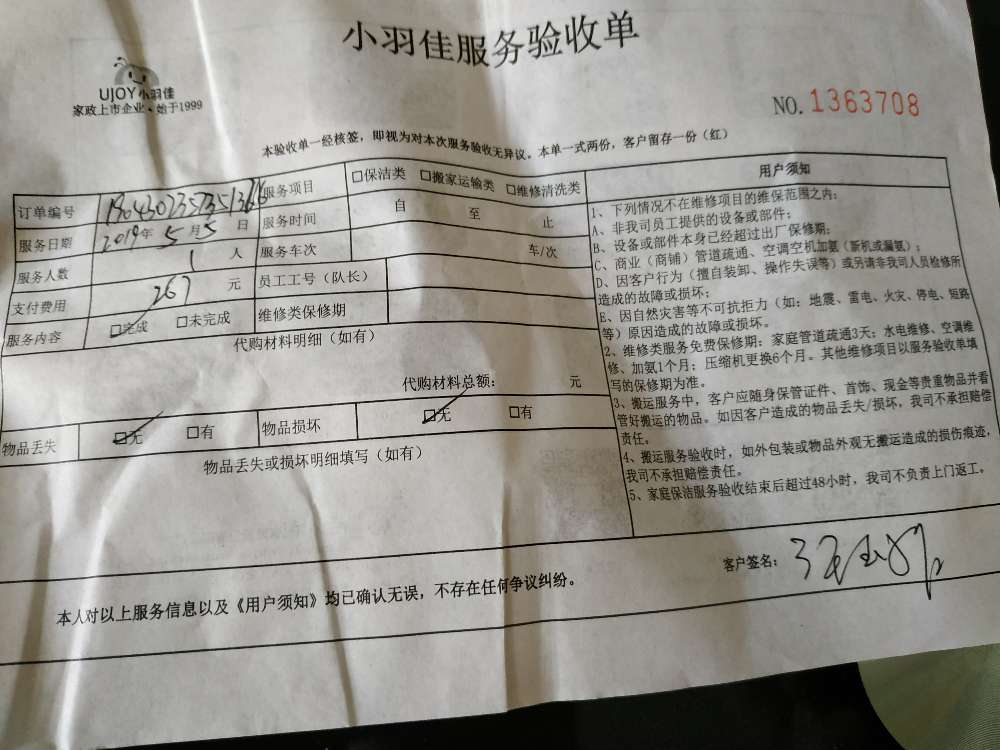 小羽佳服务验收单
UJOY小羽佳
家政上市企业·始于1999
NO.1363708
本验收单一经核签，即视为对本次服务验收无异议。本单一式两份，客户留存一份（红）
订单编号
服务项目 □保洁类 □搬家运输类 □维修清洗类
服务日期 2019年 5月 5日 服务时间 自 至 止
服务人数 1 人 服务车次 车/次
支付费用 267 元 员工工号（队长）
服务内容 □完成 □未完成 维修类保修期
代购材料明细（如有）
代购材料总额： 元
物品丢失 □无 □有 物品损坏 □无 □有
物品丢失或损坏明细填写（如有）
用户须知
1、下列情况不在维修项目的维保范围之内：
A、非我司员工提供的设备或部件；
B、设备或部件本身已经超过出厂保修期；
C、商业（商铺）管道疏通、空调空机加氨（新机或漏氨）；
D、因客户行为（擅自装卸、操作失误等）或另请非我司人员检修所
造成的故障或损坏；
E、因自然灾害等不可抗拒力（如：地震、雷电、火灾、停电、短路
等）原因造成的故障或损坏。
2、维修类服务免费保修期：家庭管道疏通3天；水电维修、空调维
修、加氨1个月；压缩机更换6个月。其他维修项目以服务验收单填
写的保修期为准。
3、搬运服务中，客户应随身保管证件、首饰、现金等贵重物品并看
管好搬运的物品。如因客户造成的物品丢失/损坏，我司不承担赔偿
责任。
4、搬运服务验收时，如外包装或物品外观无搬运造成的损伤痕迹，
我司不承担赔偿责任。
5、家庭保洁服务验收结束后超过48小时，我司不负责上门返工。
客户签名：
本人对以上服务信息以及《用户须知》均已确认无误，不存在任何争议纠纷。